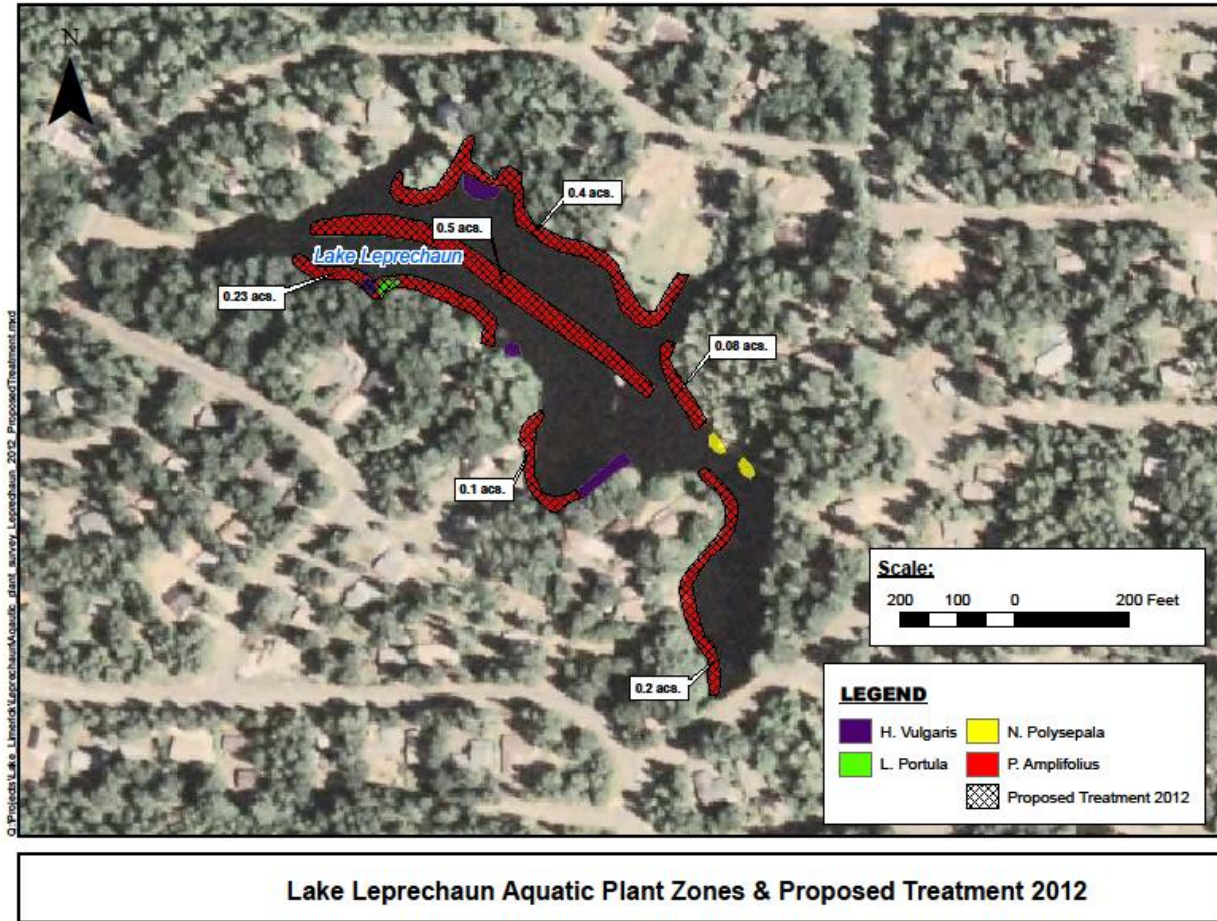 N
0.4 acs.
0.5 acs.
Lake Leprechaun
0.23 acs.
0.08 acs.
0.1 acs.
0.2 acs.
Scale:
200 100 0 200 Feet
LEGEND
H. Vulgaris
N. Polysepala
L. Portula
P. Amplifolius
Proposed Treatment 2012
Lake Leprechaun Aquatic Plant Zones & Proposed Treatment 2012